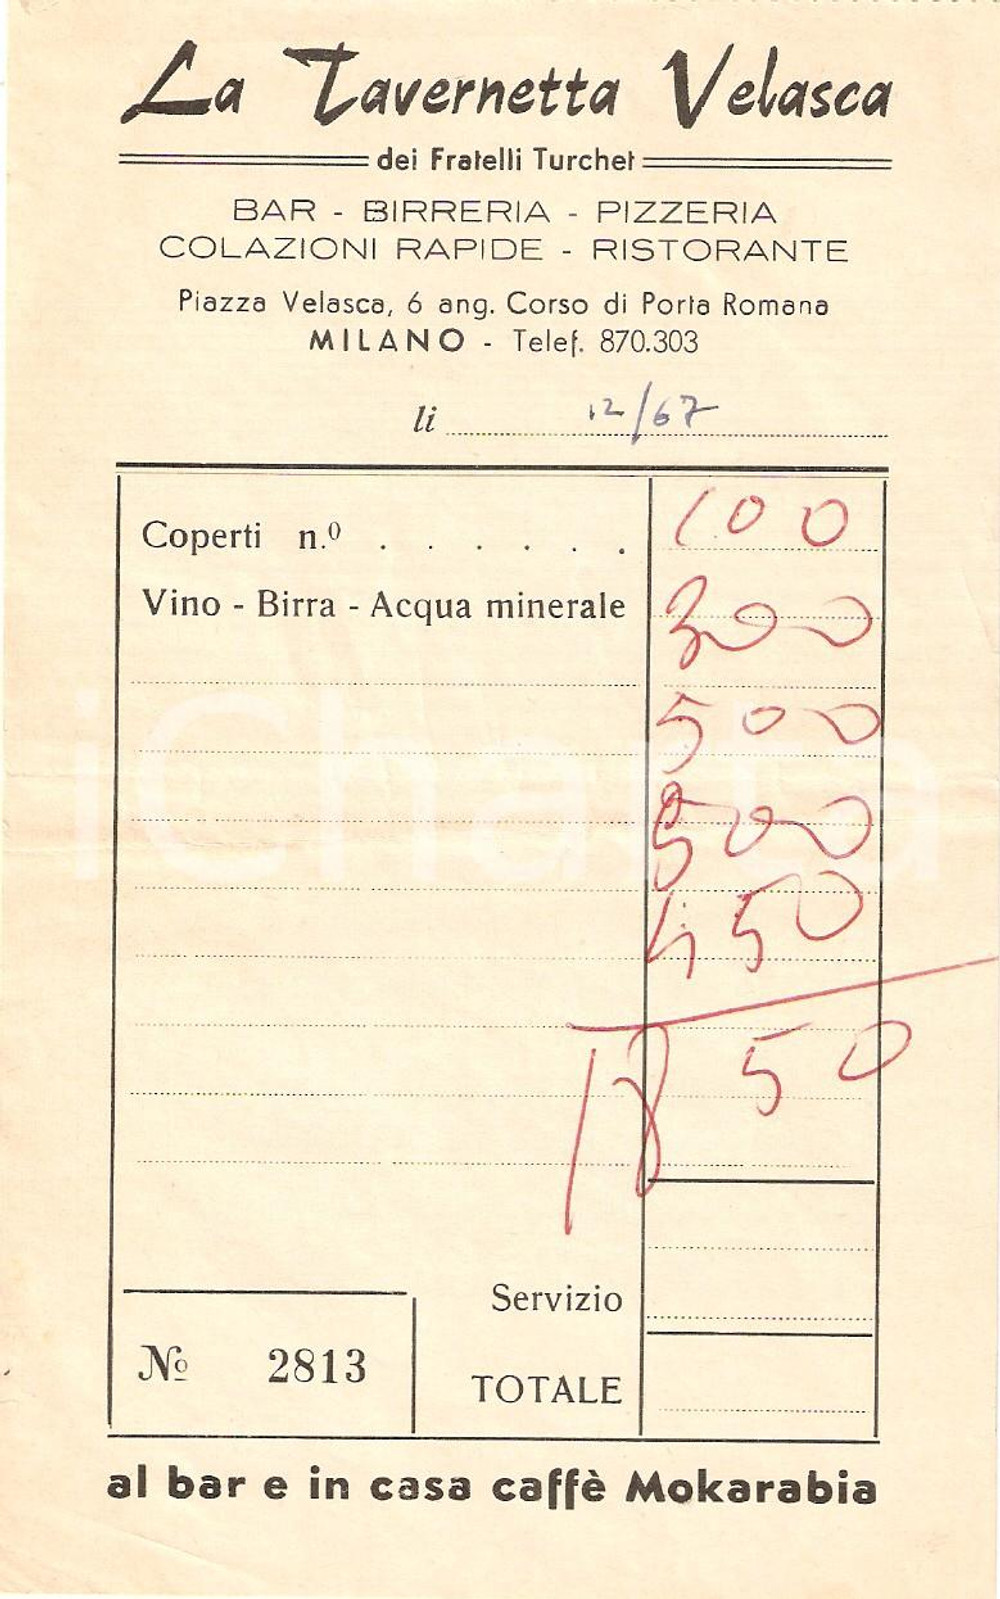 La Tavernetta Velasca
dei Fratelli Turchet
BAR - BIRRERIA - PIZZERIA
COLAZIONI RAPIDE - RISTORANTE
Piazza Velasca, 6 ang. Corso di Porta Romana
MILANO - Telef. 870.303
li 12/67
Coperti n.º . . . . . . 100
Vino - Birra - Acqua minerale 300
500
500
450
1850
Servizio
№ 2813
TOTALE
al bar e in casa caffè Mokarabia
iCharta